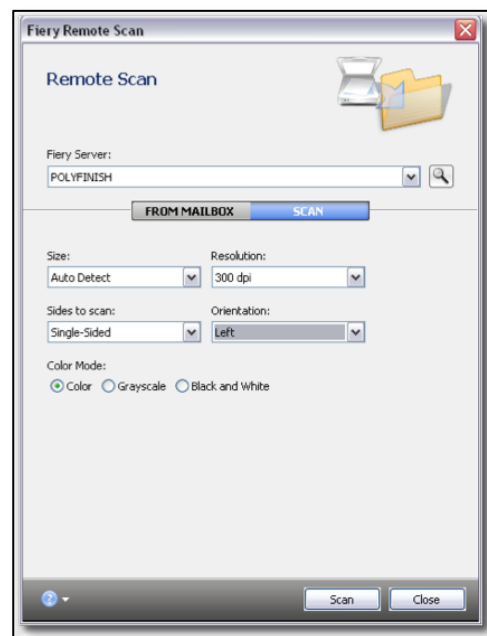 Fiery Remote Scan
Remote Scan
Fiery Server:
POLYFINISH
FROM MAILBOX SCAN
Size: Resolution:
Auto Detect 300 dpi
Sides to scan: Orientation:
Single-Sided Left
Color Mode:
Color Grayscale Black and White
? Scan Close